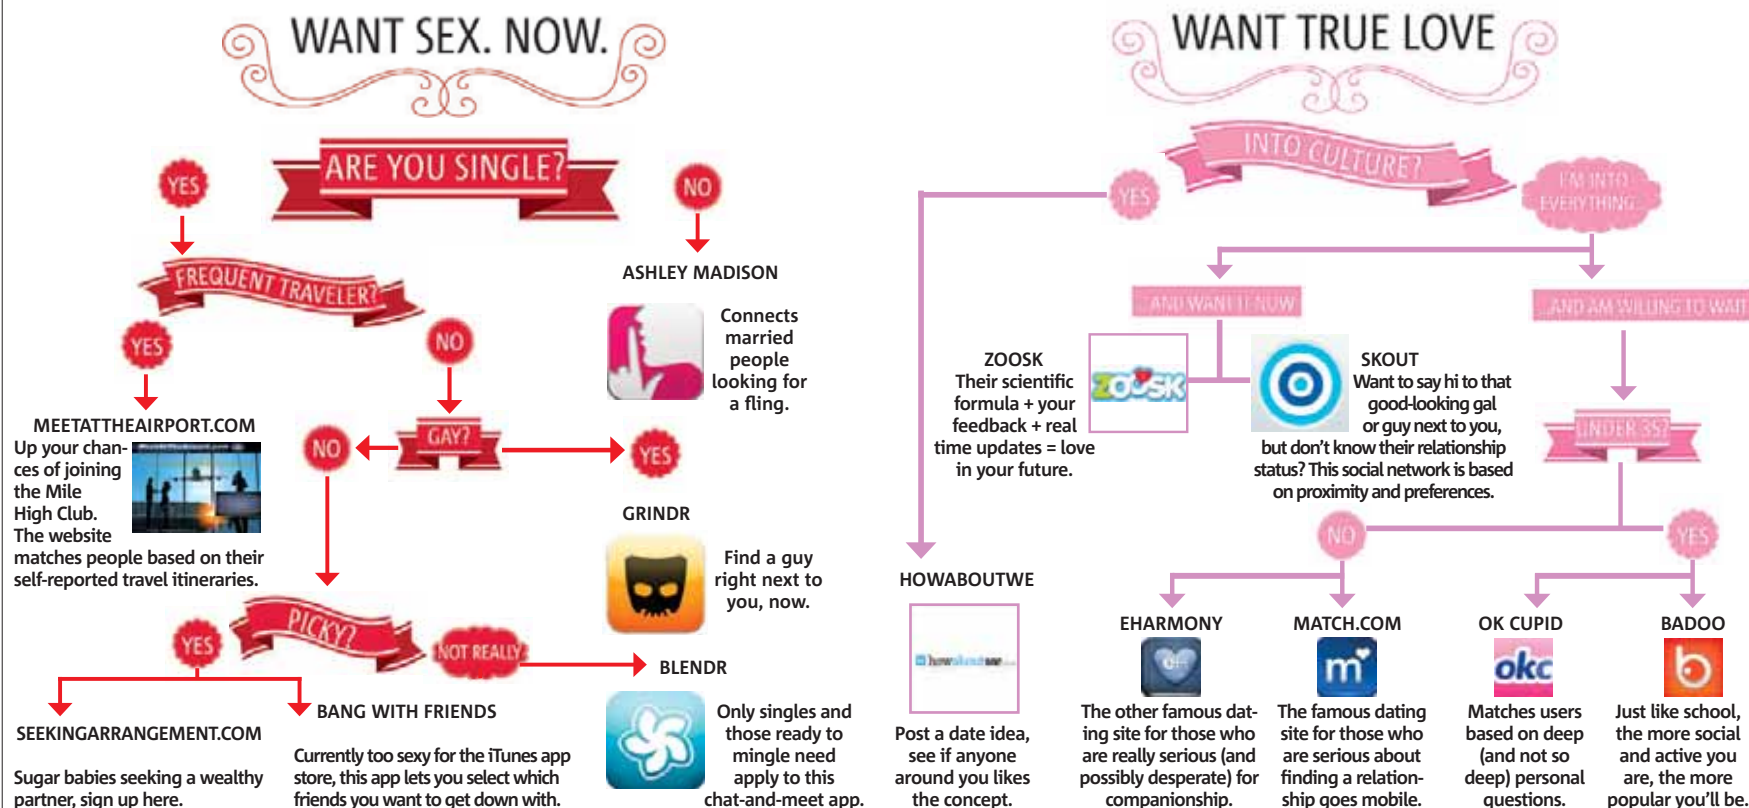 WANT SEX. NOW.
ARE YOU SINGLE?
YES
NO
FREQUENT TRAVELER?
YES
NO
ASHLEY MADISON
Connects
married
people
looking for
a fling.
MEETATTHEAIRPORT.COM
Up your chan-
ces of joining
the Mile
High Club.
The website
matches people based on their
self-reported travel itineraries.
GAY?
NO
YES
GRINDR
Find a guy
right next to
you, now.
PICKY?
YES
NOT REALLY
BLENDR
Only singles and
those ready to
mingle need
apply to this
chat-and-meet app.
SEEKINGARRANGEMENT.COM
Sugar babies seeking a wealthy
partner, sign up here.
BANG WITH FRIENDS
Currently too sexy for the iTunes app
store, this app lets you select which
friends you want to get down with.
WANT TRUE LOVE
INTO CULTURE?
YES
I'M INTO
EVERYTHING...
...AND WANT IT NOW
...AND AM WILLING TO WAIT
ZOOSK
Their scientific
formula + your
feedback + real
time updates = love
in your future.
ZOOSK
SKOUT
Want to say hi to that
good-looking gal
or guy next to you,
but don't know their relationship
status? This social network is based
on proximity and preferences.
UNDER 35?
NO
YES
HOWABOUTWE
howaboutwe
Post a date idea,
see if anyone
around you likes
the concept.
EHARMONY
The other famous dat-
ing site for those who
are really serious (and
possibly desperate) for
companionship.
MATCH.COM
m
The famous dating
site for those who
are serious about
finding a relation-
ship goes mobile.
OK CUPID
okc
Matches users
based on deep
(and not so
deep) personal
questions.
BADOO
b
Just like school,
the more social
and active you
are, the more
popular you'll be.